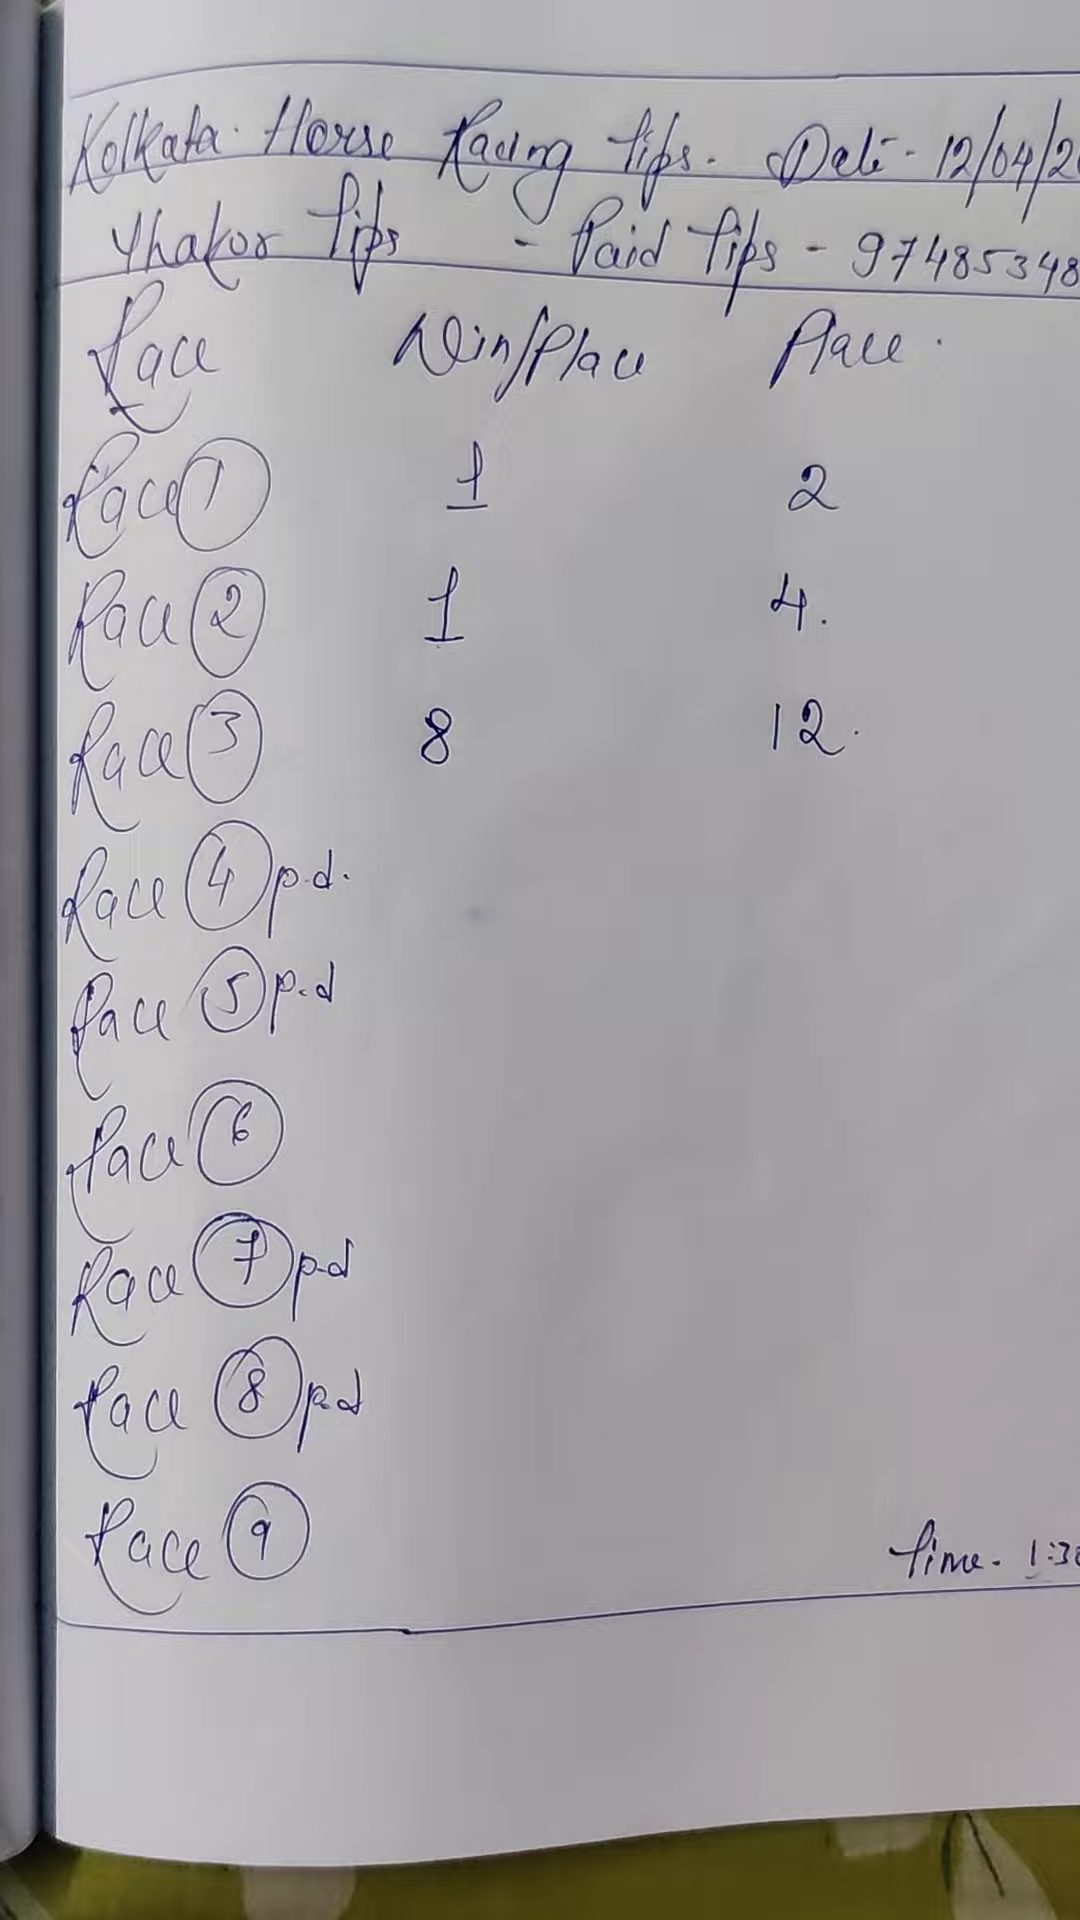 Kolkata. Horse Racing Tips. Date - 12/04/2
Thakor Tips - Paid Tips - 97485348
Race Win/Place Place.
Race 1 1 2
Race 2 1 4.
Race 3 8 12.
Race 4 p.d.
Race 5 p.d
Race 6
Race 7 p-d
Race 8 p.d
Race 9
Time. 1:30